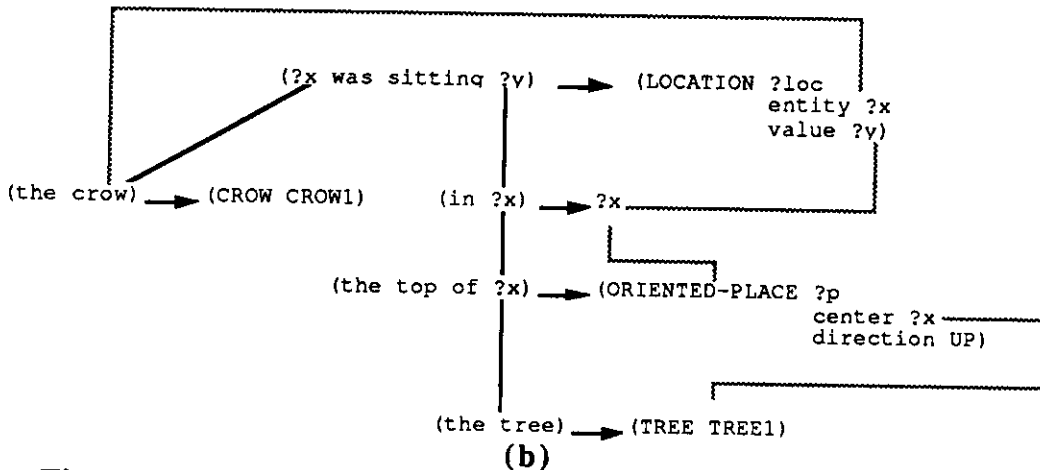 (?x was sitting ?y) (LOCATION ?loc
entity ?x
value ?y)
(the crow) (CROW CROW1) (in ?x) ?x
(the top of ?x) (ORIENTED-PLACE ?p
center ?x
direction UP)
(the tree) (TREE TREE1)
(b)